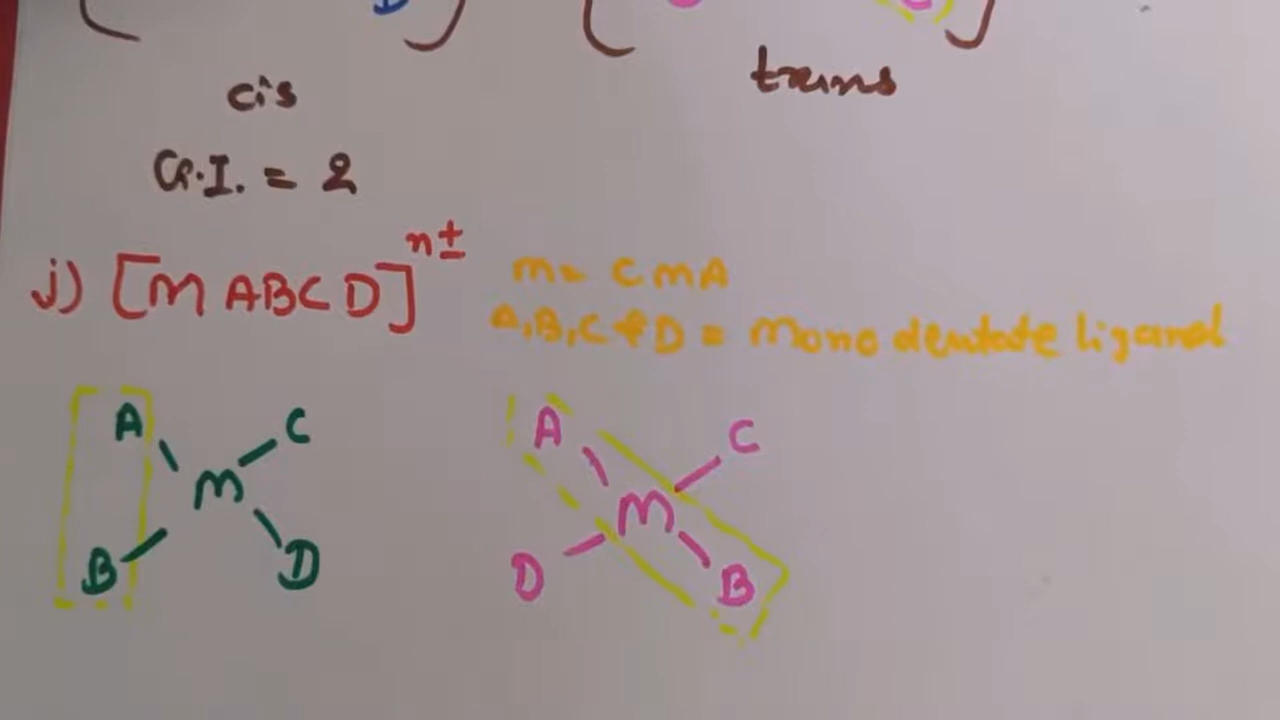 cis
trans
G.I. = 2
j) [M ABCD]ⁿ±
M = CMA
A,B,C & D = Mono dentate ligand
A C
M
B D
A C
M
D B